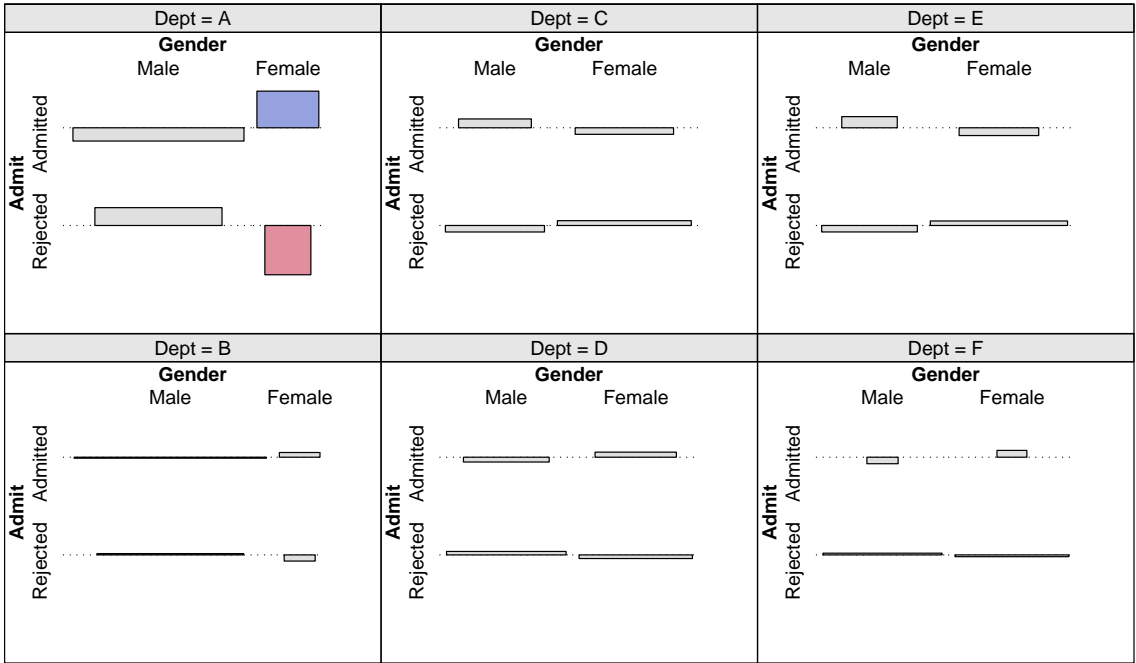 Dept = A
Gender
Male Female
Admit
Admitted
Rejected
Dept = C
Gender
Male Female
Admit
Admitted
Rejected
Dept = E
Gender
Male Female
Admit
Admitted
Rejected
Dept = B
Gender
Male Female
Admit
Admitted
Rejected
Dept = D
Gender
Male Female
Admit
Admitted
Rejected
Dept = F
Gender
Male Female
Admit
Admitted
Rejected